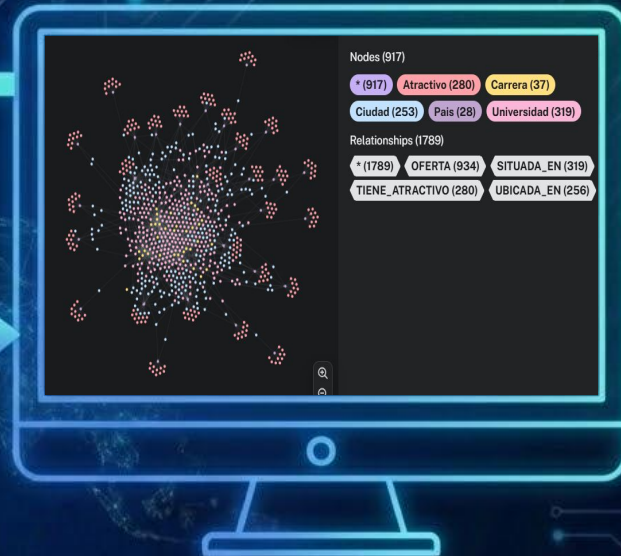 Nodes (917)
* (917) Atractivo (280) Carrera (37)
Ciudad (253) Pais (28) Universidad (319)
Relationships (1789)
* (1789) OFERTA (934) SITUADA_EN (319)
TIENE_ATRACTIVO (280) UBICADA_EN (256)